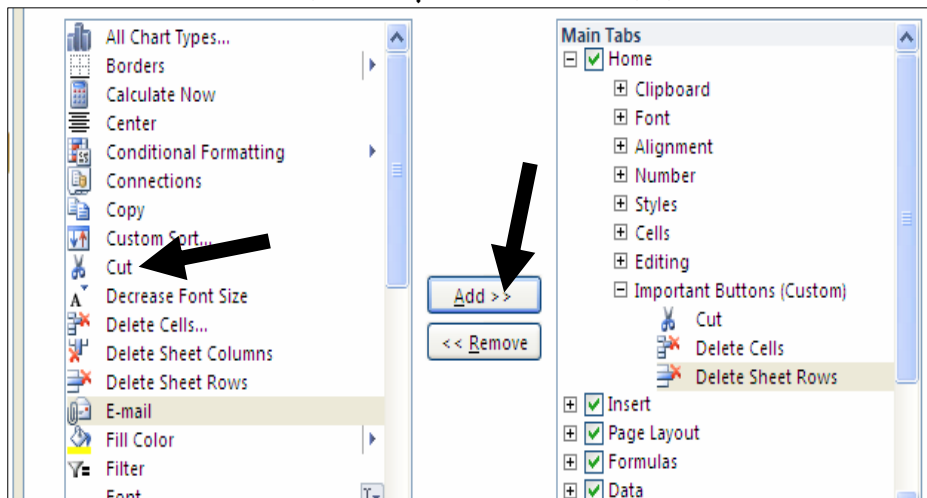 All Chart Types...
Borders
Calculate Now
Center
Conditional Formatting
Connections
Copy
Custom Sort...
Cut
Decrease Font Size
Delete Cells...
Delete Sheet Columns
Delete Sheet Rows
E-mail
Fill Color
Filter
Font
Add >>
<< Remove
Main Tabs
Home
Clipboard
Font
Alignment
Number
Styles
Cells
Editing
Important Buttons (Custom)
Cut
Delete Cells
Delete Sheet Rows
Insert
Page Layout
Formulas
Data